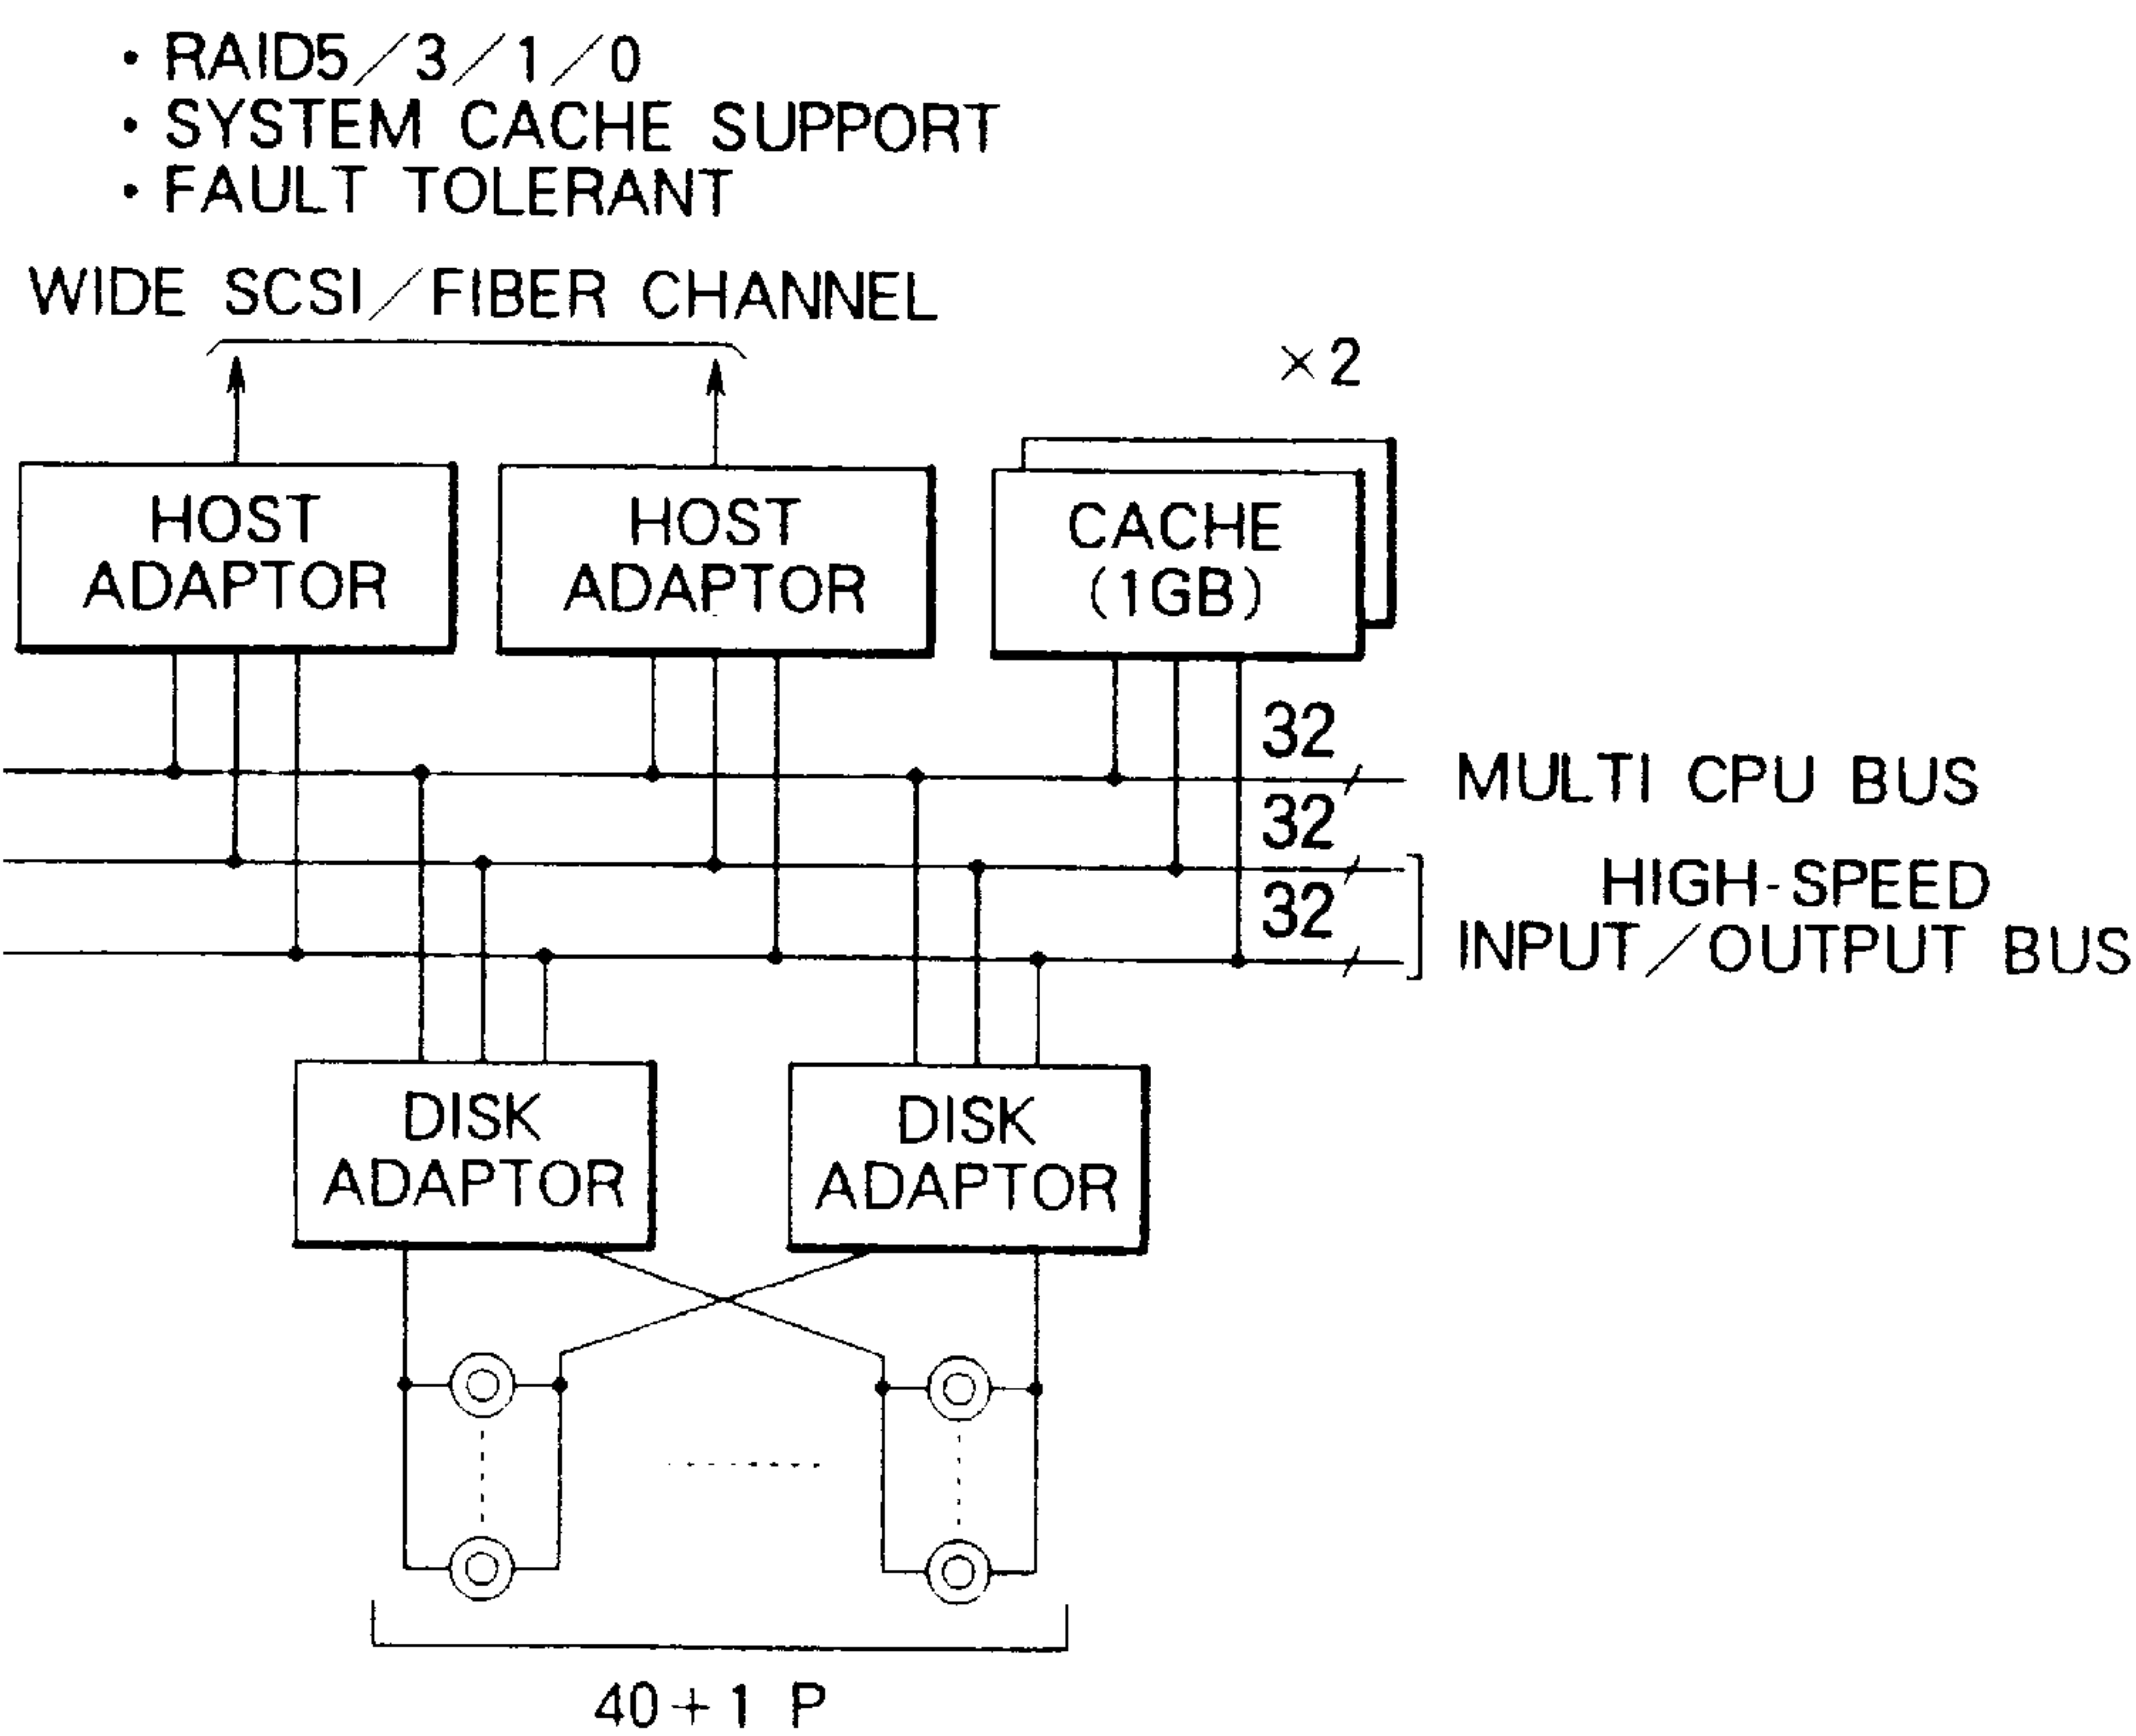 · RAID5/3/1/0
· SYSTEM CACHE SUPPORT
· FAULT TOLERANT
WIDE SCSI/FIBER CHANNEL
×2
HOST
ADAPTOR
HOST
ADAPTOR
CACHE
(1GB)
32
MULTI CPU BUS
32
32
HIGH-SPEED
INPUT/OUTPUT BUS
DISK
ADAPTOR
DISK
ADAPTOR
40+1 P